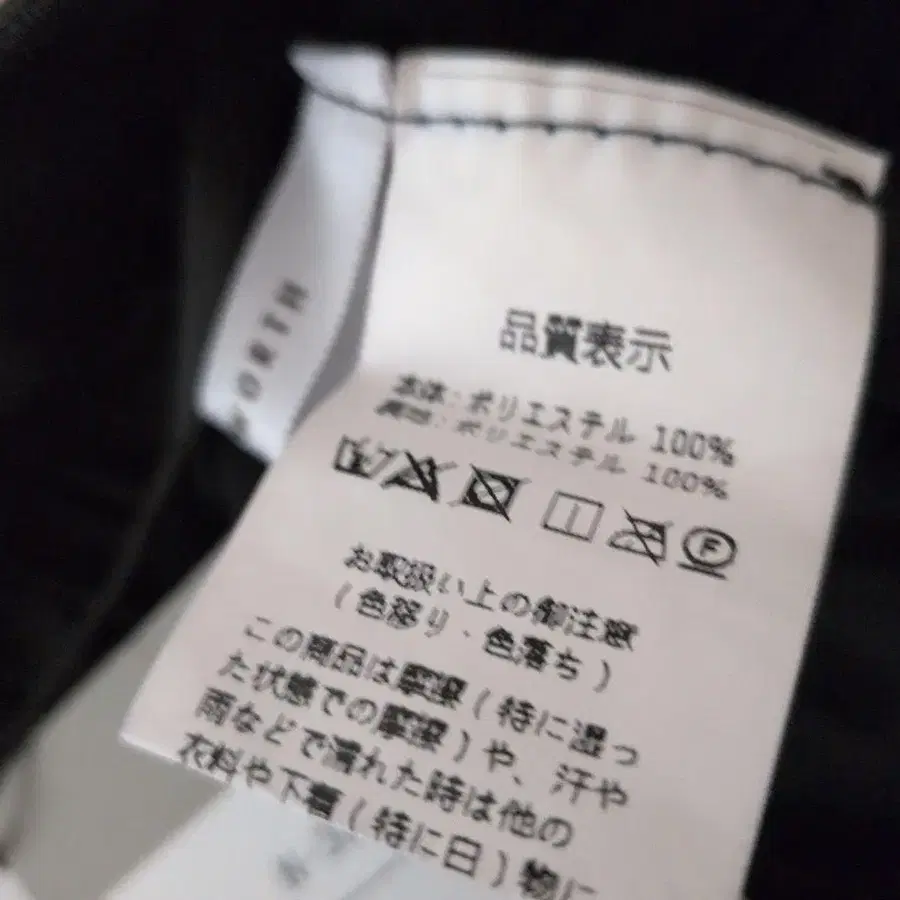 品質表示
本体:ポリエステル 100%
ポリエステル 100%
F
お取扱い上の御注意
(色移り・色落ち)
この商品は摩擦(特に湿っ
た状態での摩擦)や、汗や
雨などで濡れた時は他の
衣料や下着(特に日)物に
ORTH